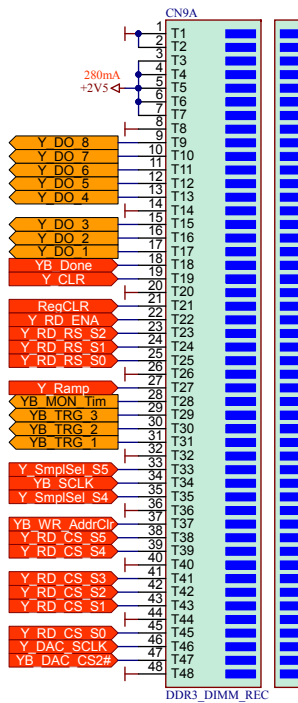 CN9A
1 T1
2 T2
3 T3
280mA 4 T4
+2V5 5 T5
6 T6
7 T7
8 T8
Y_DO_8 9 T9
Y_DO_7 10 T10
Y_DO_6 11 T11
Y_DO_5 12 T12
Y_DO_4 13 T13
14 T14
Y_DO_3 15 T15
Y_DO_2 16 T16
Y_DO_1 17 T17
YB_Done 18 T18
Y_CLR 19 T19
20 T20
RegCLR 21 T21
Y_RD_ENA 22 T22
Y_RD_RS_S2 23 T23
Y_RD_RS_S1 24 T24
Y_RD_RS_S0 25 T25
26 T26
Y_Ramp 27 T27
YB_MON_Tim 28 T28
YB_TRG_3 29 T29
YB_TRG_2 30 T30
YB_TRG_1 31 T31
32 T32
Y_SmplSel_S5 33 T33
YB_SCLK 34 T34
Y_SmplSel_S4 35 T35
36 T36
YB_WR_AddrClr 37 T37
Y_RD_CS_S5 38 T38
Y_RD_CS_S4 39 T39
40 T40
Y_RD_CS_S3 41 T41
Y_RD_CS_S2 42 T42
Y_RD_CS_S1 43 T43
44 T44
Y_RD_CS_S0 45 T45
Y_DAC_SCLK 46 T46
YB_DAC_CS2# 47 T47
48 T48
DDR3_DIMM_REC